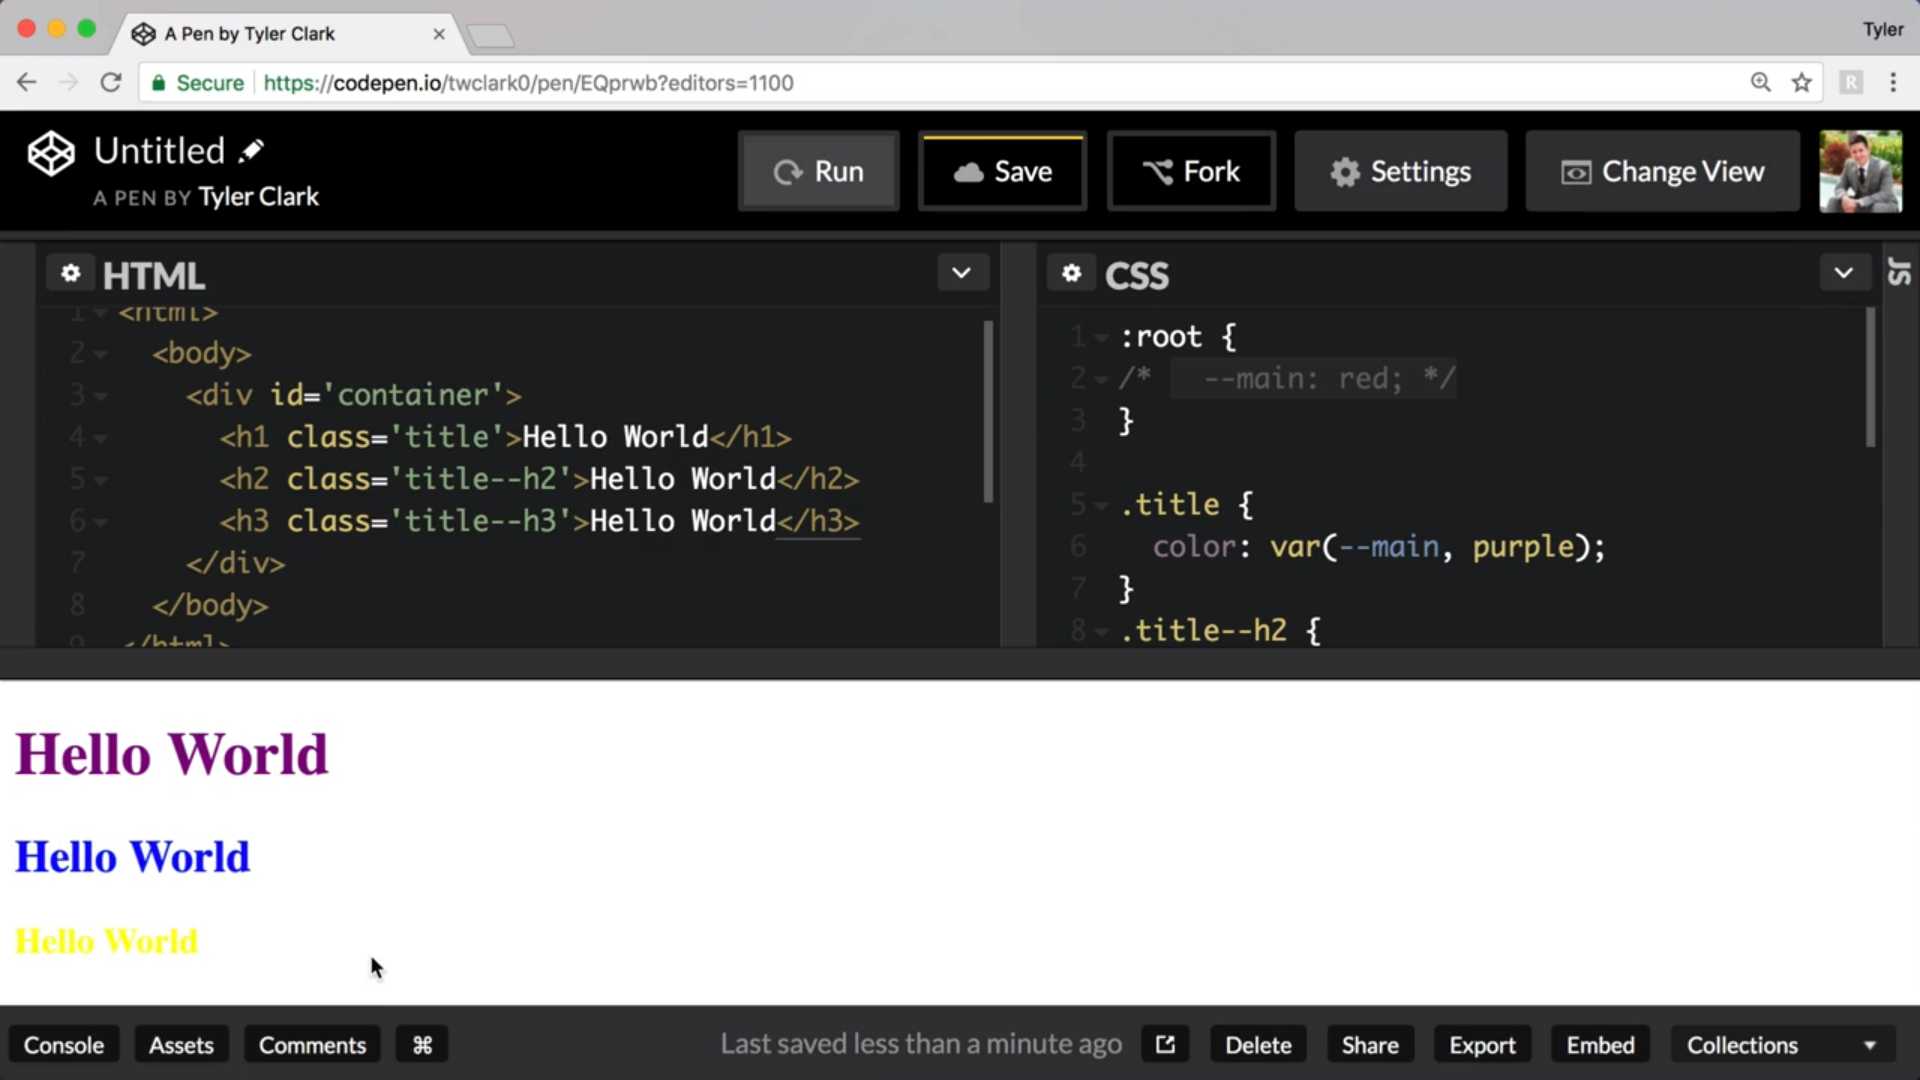 A Pen by Tyler Clark
Tyler
Secure https://codepen.io/twclark0/pen/EQprwb?editors=1100
R
Untitled
A PEN BY Tyler Clark
Run
Save
Fork
Settings
Change View
HTML
1 <html>
2 <body>
3 <div id='container'>
4 <h1 class='title'>Hello World</h1>
5 <h2 class='title--h2'>Hello World</h2>
6 <h3 class='title--h3'>Hello World</h3>
7 </div>
8 </body>
9 </html>
CSS
1 :root {
2 /* --main: red; */
3 }
4
5 .title {
6 color: var(--main, purple);
7 }
8 .title--h2 {
JS
Hello World
Hello World
Hello World
Console
Assets
Comments
⌘
Last saved less than a minute ago
Delete
Share
Export
Embed
Collections